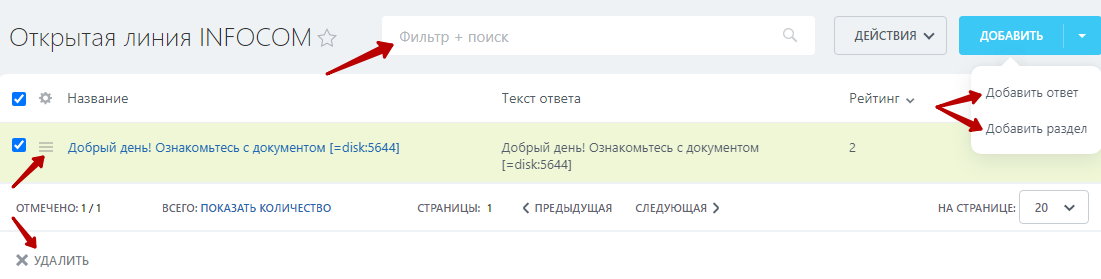 Открытая линия INFOCOM
Фильтр + поиск
ДЕЙСТВИЯ
ДОБАВИТЬ
Добавить ответ
Добавить раздел
Название
Текст ответа
Рейтинг
Добрый день! Ознакомьтесь с документом [=disk:5644]
Добрый день! Ознакомьтесь с документом
[=disk:5644]
2
ОТМЕЧЕНО: 1 / 1
ВСЕГО: ПОКАЗАТЬ КОЛИЧЕСТВО
СТРАНИЦЫ: 1
ПРЕДЫДУЩАЯ
СЛЕДУЮЩАЯ
НА СТРАНИЦЕ:
20
УДАЛИТЬ